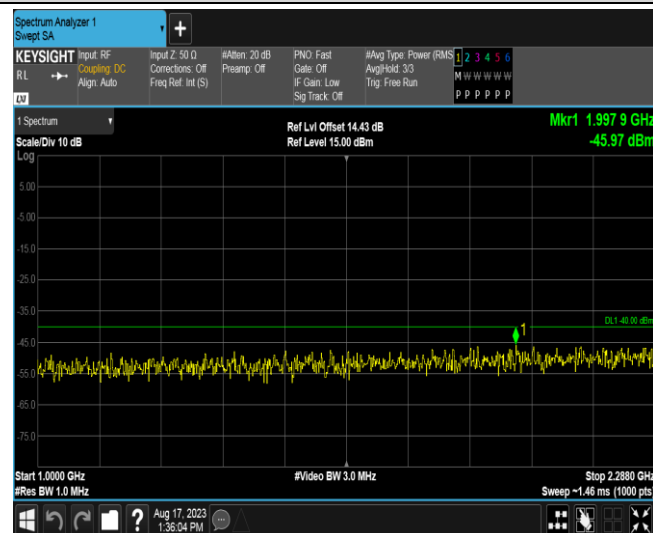 Spectrum Analyzer 1
Swept SA
+
KEYSIGHT Input: RF Input Z: 50 Ω #Atten: 20 dB PNO: Fast #Avg Type: Power (RMS 1 2 3 4 5 6
RL Coupling: DC Corrections: Off Preamp: Off Gate: Off Avg|Hold: 3/3 M W W W W W
Align: Auto Freq Ref: Int (S) IF Gain: Low Trig: Free Run
Sig Track: Off P P P P P P
LXI
1 Spectrum Ref Lvl Offset 14.43 dB Mkr1 1.997 9 GHz
Scale/Div 10 dB Ref Level 15.00 dBm -45.97 dBm
Log
5.00
-5.00
-15.0
-25.0
-35.0
DL1 -40.00 dBm
1
-45.0
-55.0
-65.0
-75.0
Start 1.0000 GHz #Video BW 3.0 MHz Stop 2.2880 GHz
#Res BW 1.0 MHz Sweep ~1.46 ms (1000 pts)
? Aug 17, 2023
1:36:04 PM